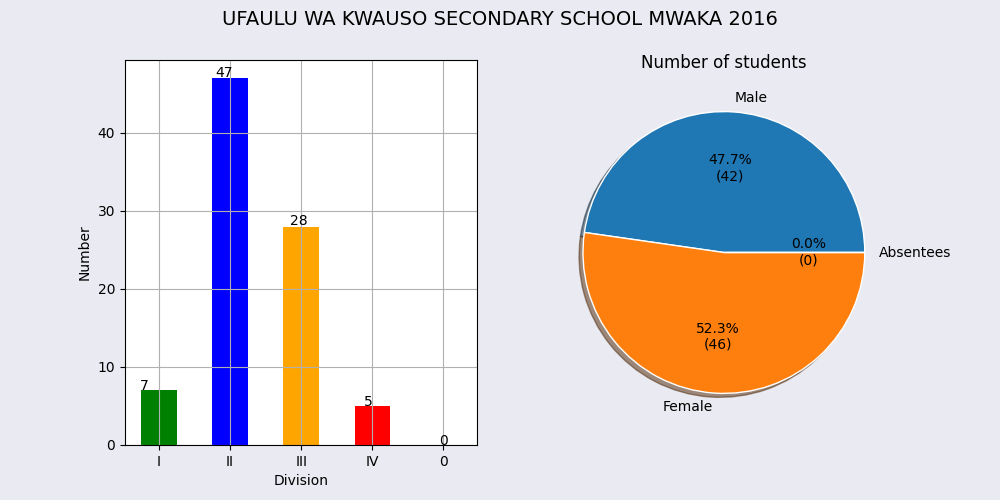 UFAULU WA KWAUSO SECONDARY SCHOOL MWAKA 2016
47
28
7
5
0
40
30
20
10
0
Number
I
II
III
IV
0
Division
Number of students
Male
47.7%
(42)
0.0%
(0)
Absentees
52.3%
(46)
Female